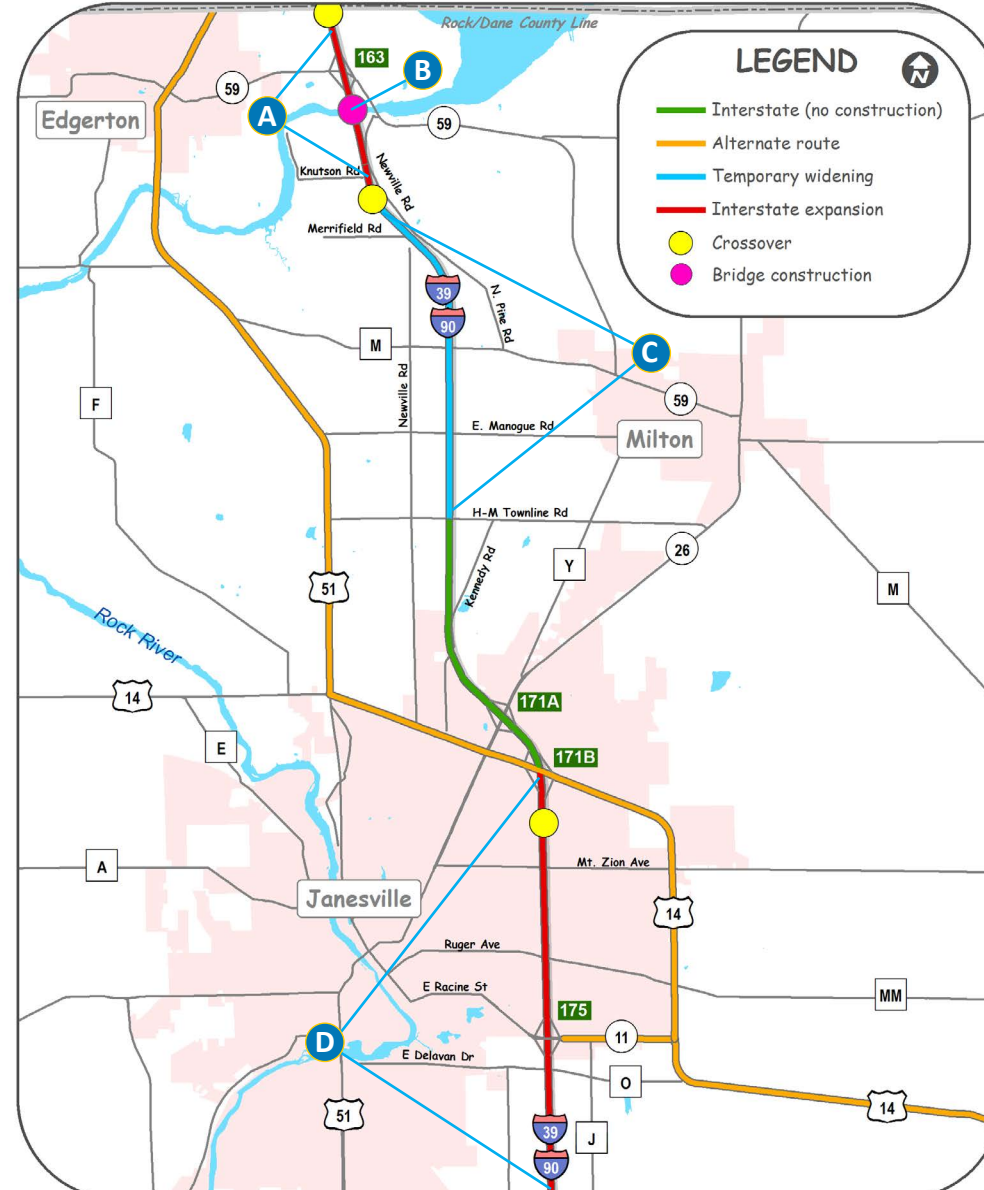 Rock/Dane County Line
163
B
LEGEND
N
59
A
Edgerton
59
Interstate (no construction)
Alternate route
Temporary widening
Interstate expansion
Crossover
Bridge construction
Knutson Rd
Newville Rd
Merrifield Rd
39
90
N. Pine Rd
M
C
F
Newville Rd
59
E. Manogue Rd
Milton
H-M Townline Rd
26
Kennedy Rd
Y
51
M
Rock River
14
171A
E
171B
A
Mt. Zion Ave
Janesville
14
Ruger Ave
E Racine St
MM
175
D
11
E Delavan Dr
O
51
14
39
J
90